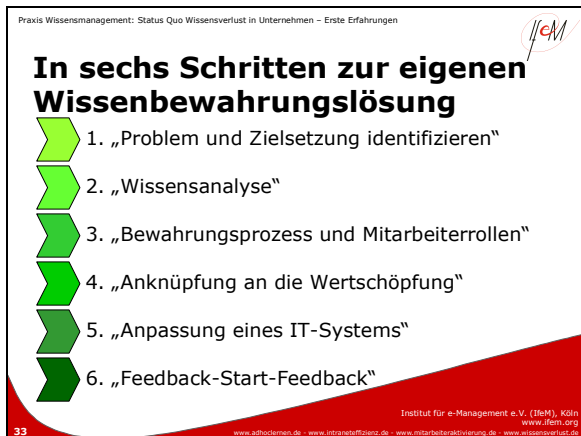 Praxis Wissensmanagement: Status Quo Wissensverlust in Unternehmen – Erste Erfahrungen
IfeM
In sechs Schritten zur eigenen
Wissenbewahrungslösung
1. „Problem und Zielsetzung identifizieren“
2. „Wissensanalyse“
3. „Bewahrungsprozess und Mitarbeiterrollen“
4. „Anknüpfung an die Wertschöpfung“
5. „Anpassung eines IT-Systems“
6. „Feedback-Start-Feedback“
Institut für e-Management e.V. (IfeM), Köln
www.ifem.org
33
www.adhoclernen.de - www.intraneteffizienz.de - www.mitarbeiteraktivierung.de - www.wissensverlust.de